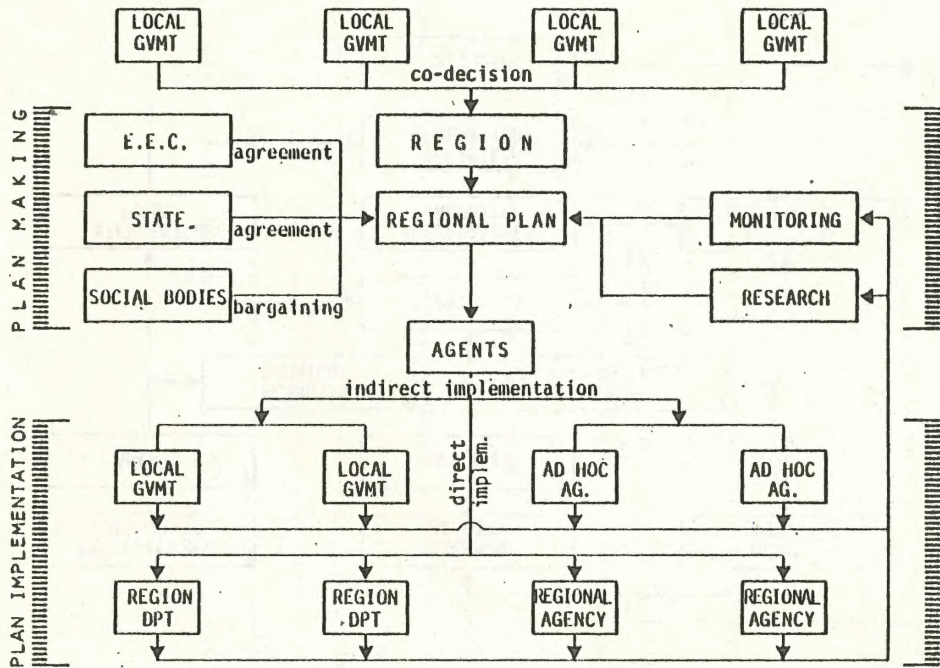 LOCAL
GVMT
LOCAL
GVMT
LOCAL
GVMT
LOCAL
GVMT
co-decision
PLAN MAKING
E.E.C.
agreement
REGION
STATE
agreement
REGIONAL PLAN
MONITORING
SOCIAL BODIES
bargaining
RESEARCH
AGENTS
indirect implementation
PLAN IMPLEMENTATION
LOCAL
GVMT
LOCAL
GVMT
direct
implem.
AD HOC
AG.
AD HOC
AG.
REGION
DPT
REGION
DPT
REGIONAL
AGENCY
REGIONAL
AGENCY